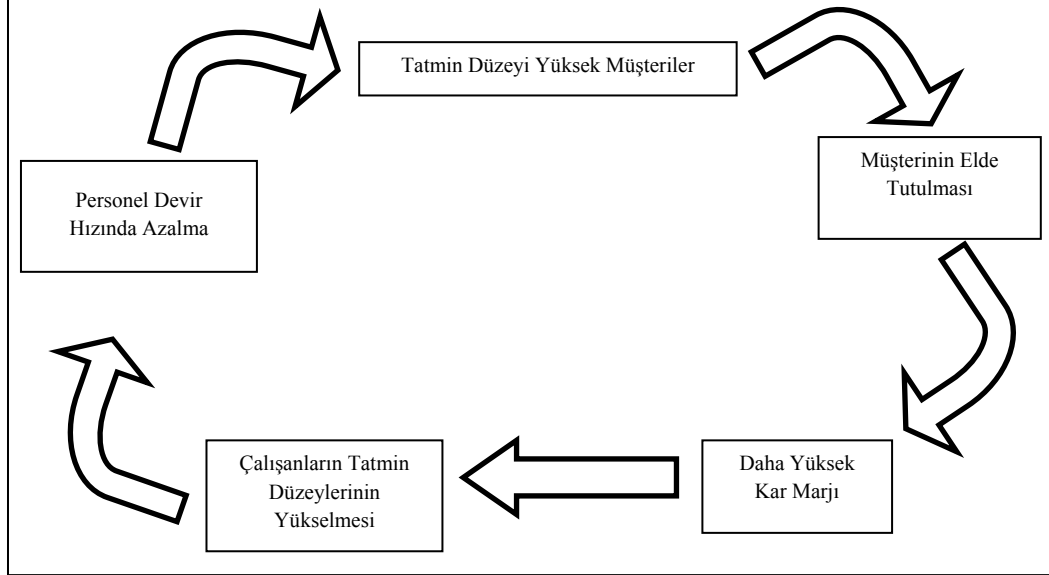 Tatmin Düzeyi Yüksek Müşteriler
Müşterinin Elde
Tutulması
Daha Yüksek
Kar Marjı
Çalışanların Tatmin
Düzeylerinin
Yükselmesi
Personel Devir
Hızında Azalma